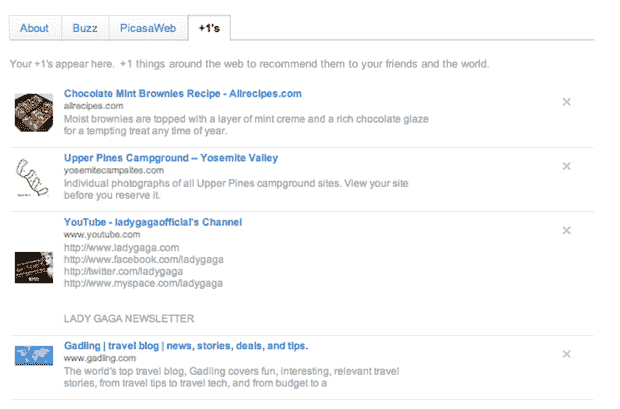 About Buzz PicasaWeb +1's
Your +1's appear here. +1 things around the web to recommend them to your friends and the world.
Chocolate Mint Brownies Recipe - Allrecipes.com
allrecipes.com
Moist brownies are topped with a layer of mint creme and a rich chocolate glaze
for a tempting treat any time of year.
Upper Pines Campground -- Yosemite Valley
yosemitecampsites.com
Individual photographs of all Upper Pines campground sites. View your site
before you reserve it.
YouTube - ladygagaofficial's Channel
www.youtube.com
http://www.ladygaga.com
http://www.facebook.com/ladygaga
http://twitter.com/ladygaga
http://www.myspace.com/ladygaga
LADY GAGA NEWSLETTER
Gadling | travel blog | news, stories, deals, and tips.
www.gadling.com
The world's top travel blog, Gadling covers fun, interesting, relevant travel
stories, from travel tips to travel tech, and from budget to a